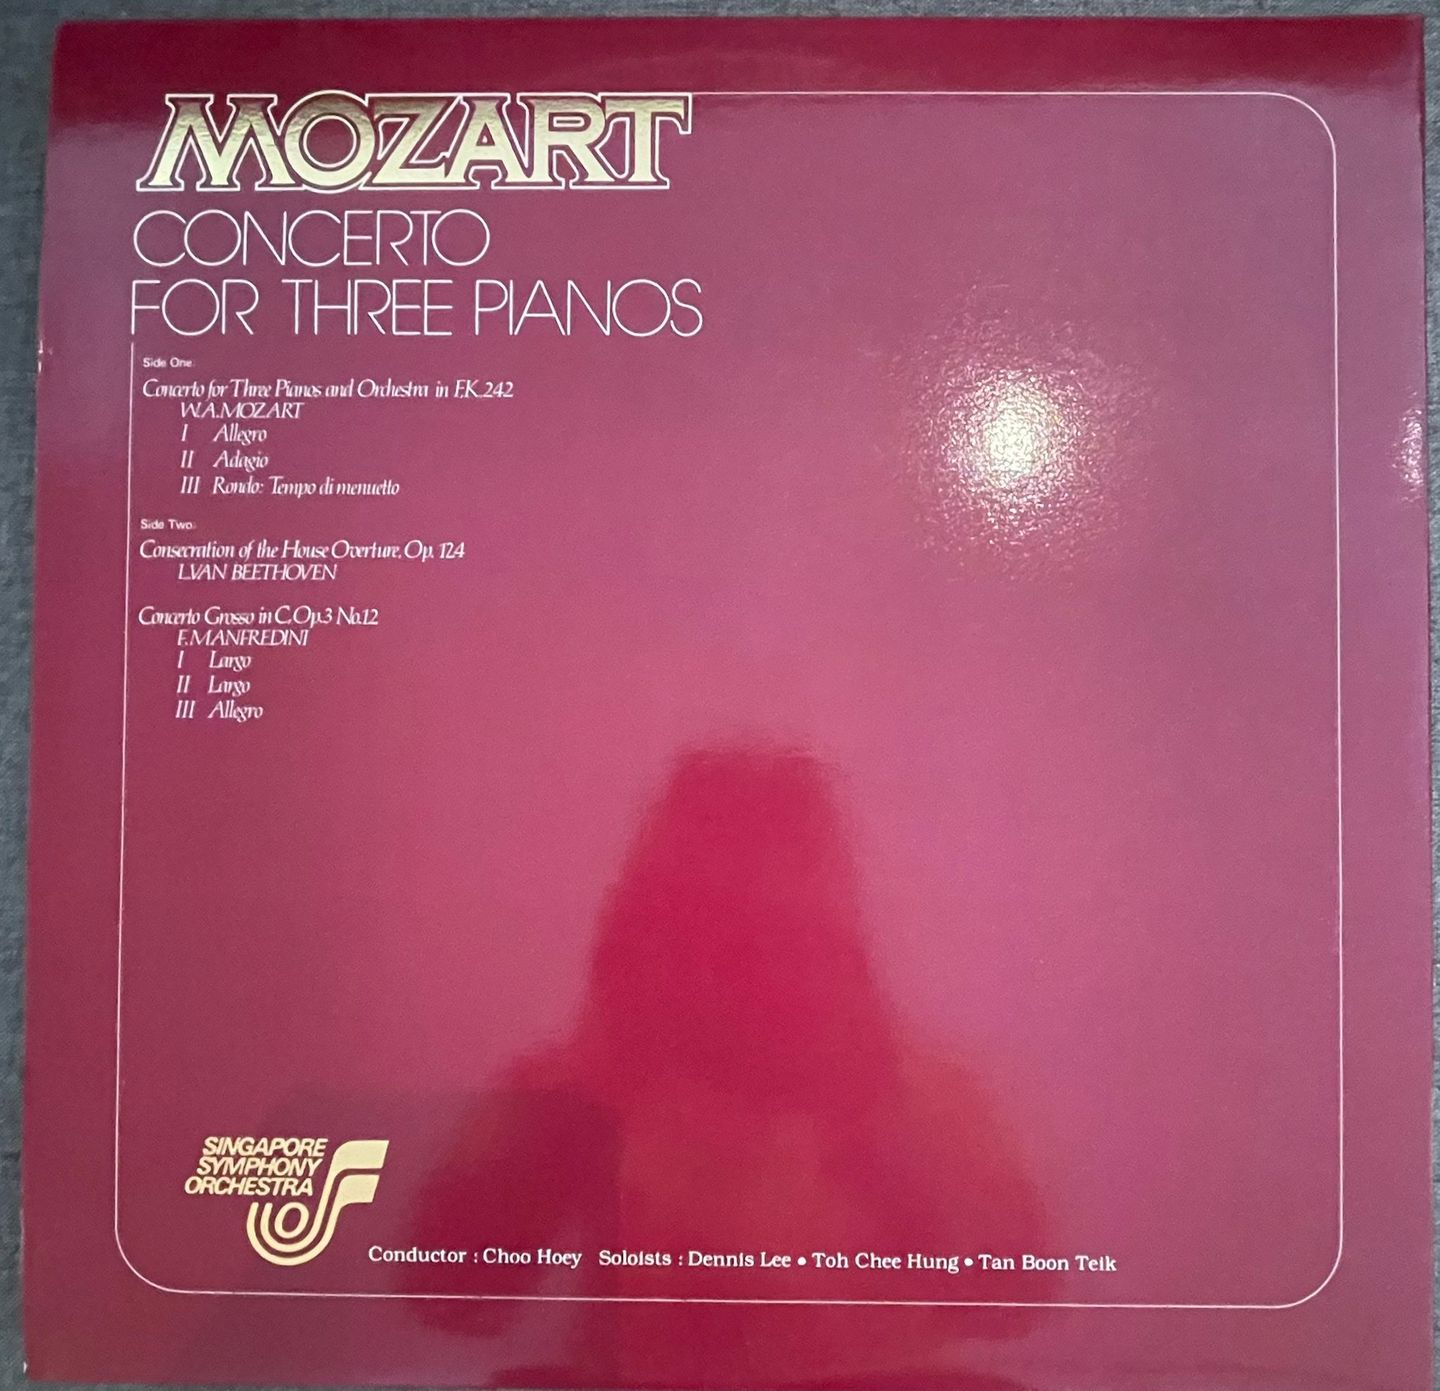 MOZART
CONCERTO
FOR THREE PIANOS
Side One:
Concerto for Three Pianos and Orchestra in F,K.242
W.A.MOZART
I Allegro
II Adagio
III Rondo: Tempo di menuetto
Side Two:
Consecration of the House Overture, Op. 124
L.VAN BEETHOVEN
Concerto Grosso in C,Op.3 No.12
F.MANFREDINI
I Largo
II Largo
III Allegro
SINGAPORE
SYMPHONY
ORCHESTRA
Conductor : Choo Hoey Soloists : Dennis Lee • Toh Chee Hung • Tan Boon Teik